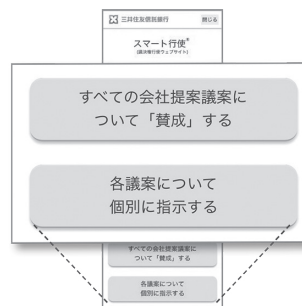 三井住友信託銀行
閉じる
スマート行使®
(議決権行使ウェブサイト)
すべての会社提案議案に
ついて「賛成」する
各議案について
個別に指示する
すべての会社提案議案に
ついて「賛成」する
各議案について
個別に指示する